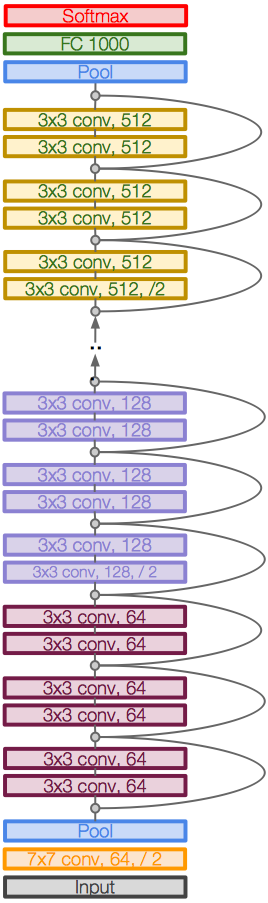 Softmax
FC 1000
Pool
3x3 conv, 512
3x3 conv, 512
3x3 conv, 512
3x3 conv, 512
3x3 conv, 512
3x3 conv, 512, /2
..
3x3 conv, 128
3x3 conv, 128
3x3 conv, 128
3x3 conv, 128
3x3 conv, 128
3x3 conv, 128, / 2
3x3 conv, 64
3x3 conv, 64
3x3 conv, 64
3x3 conv, 64
3x3 conv, 64
3x3 conv, 64
Pool
7x7 conv, 64, / 2
Input